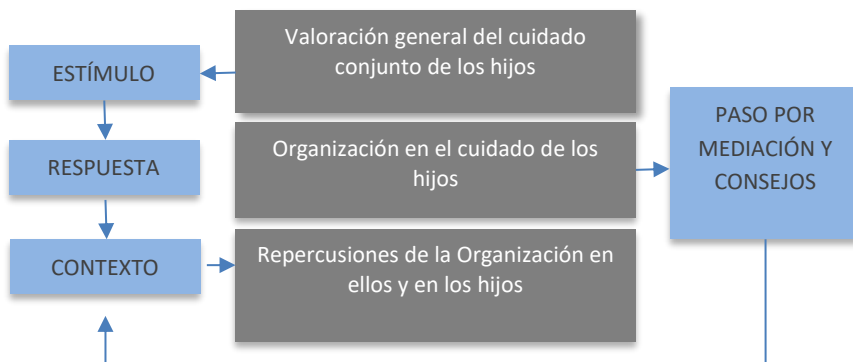 ESTÍMULO
RESPUESTA
CONTEXTO
Valoración general del cuidado
conjunto de los hijos
Organización en el cuidado de los
hijos
Repercusiones de la Organización en
ellos y en los hijos
PASO POR
MEDIACIÓN Y
CONSEJOS